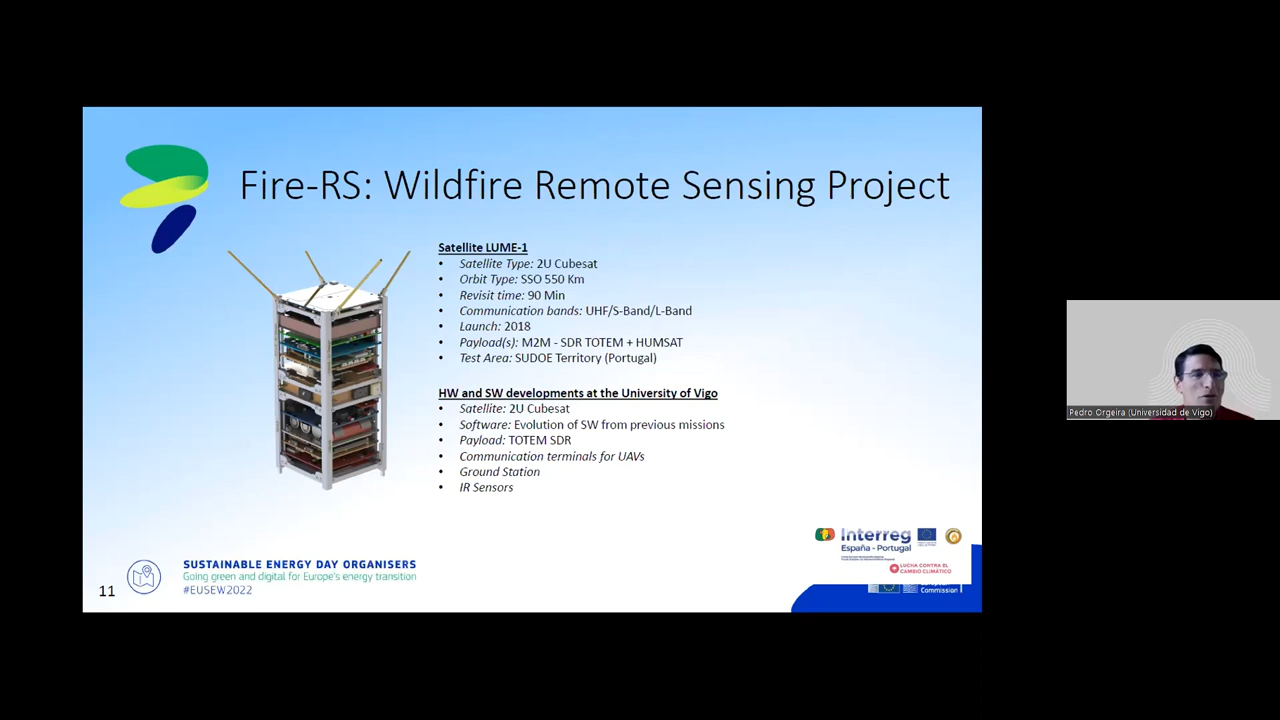 Fire-RS: Wildfire Remote Sensing Project
Satellite LUME-1
• Satellite Type: 2U Cubesat
• Orbit Type: SSO 550 Km
• Revisit time: 90 Min
• Communication bands: UHF/S-Band/L-Band
• Launch: 2018
• Payload(s): M2M - SDR TOTEM + HUMSAT
• Test Area: SUDOE Territory (Portugal)
HW and SW developments at the University of Vigo
• Satellite: 2U Cubesat
• Software: Evolution of SW from previous missions
• Payload: TOTEM SDR
• Communication terminals for UAVs
• Ground Station
• IR Sensors
Pedro Orgeira (Universidad de Vigo)
Interreg
España - Portugal
LUCHA CONTRA EL
CAMBIO CLIMÁTICO
Commission
11
SUSTAINABLE ENERGY DAY ORGANISERS
Going green and digital for Europe's energy transition
#EUSEW2022